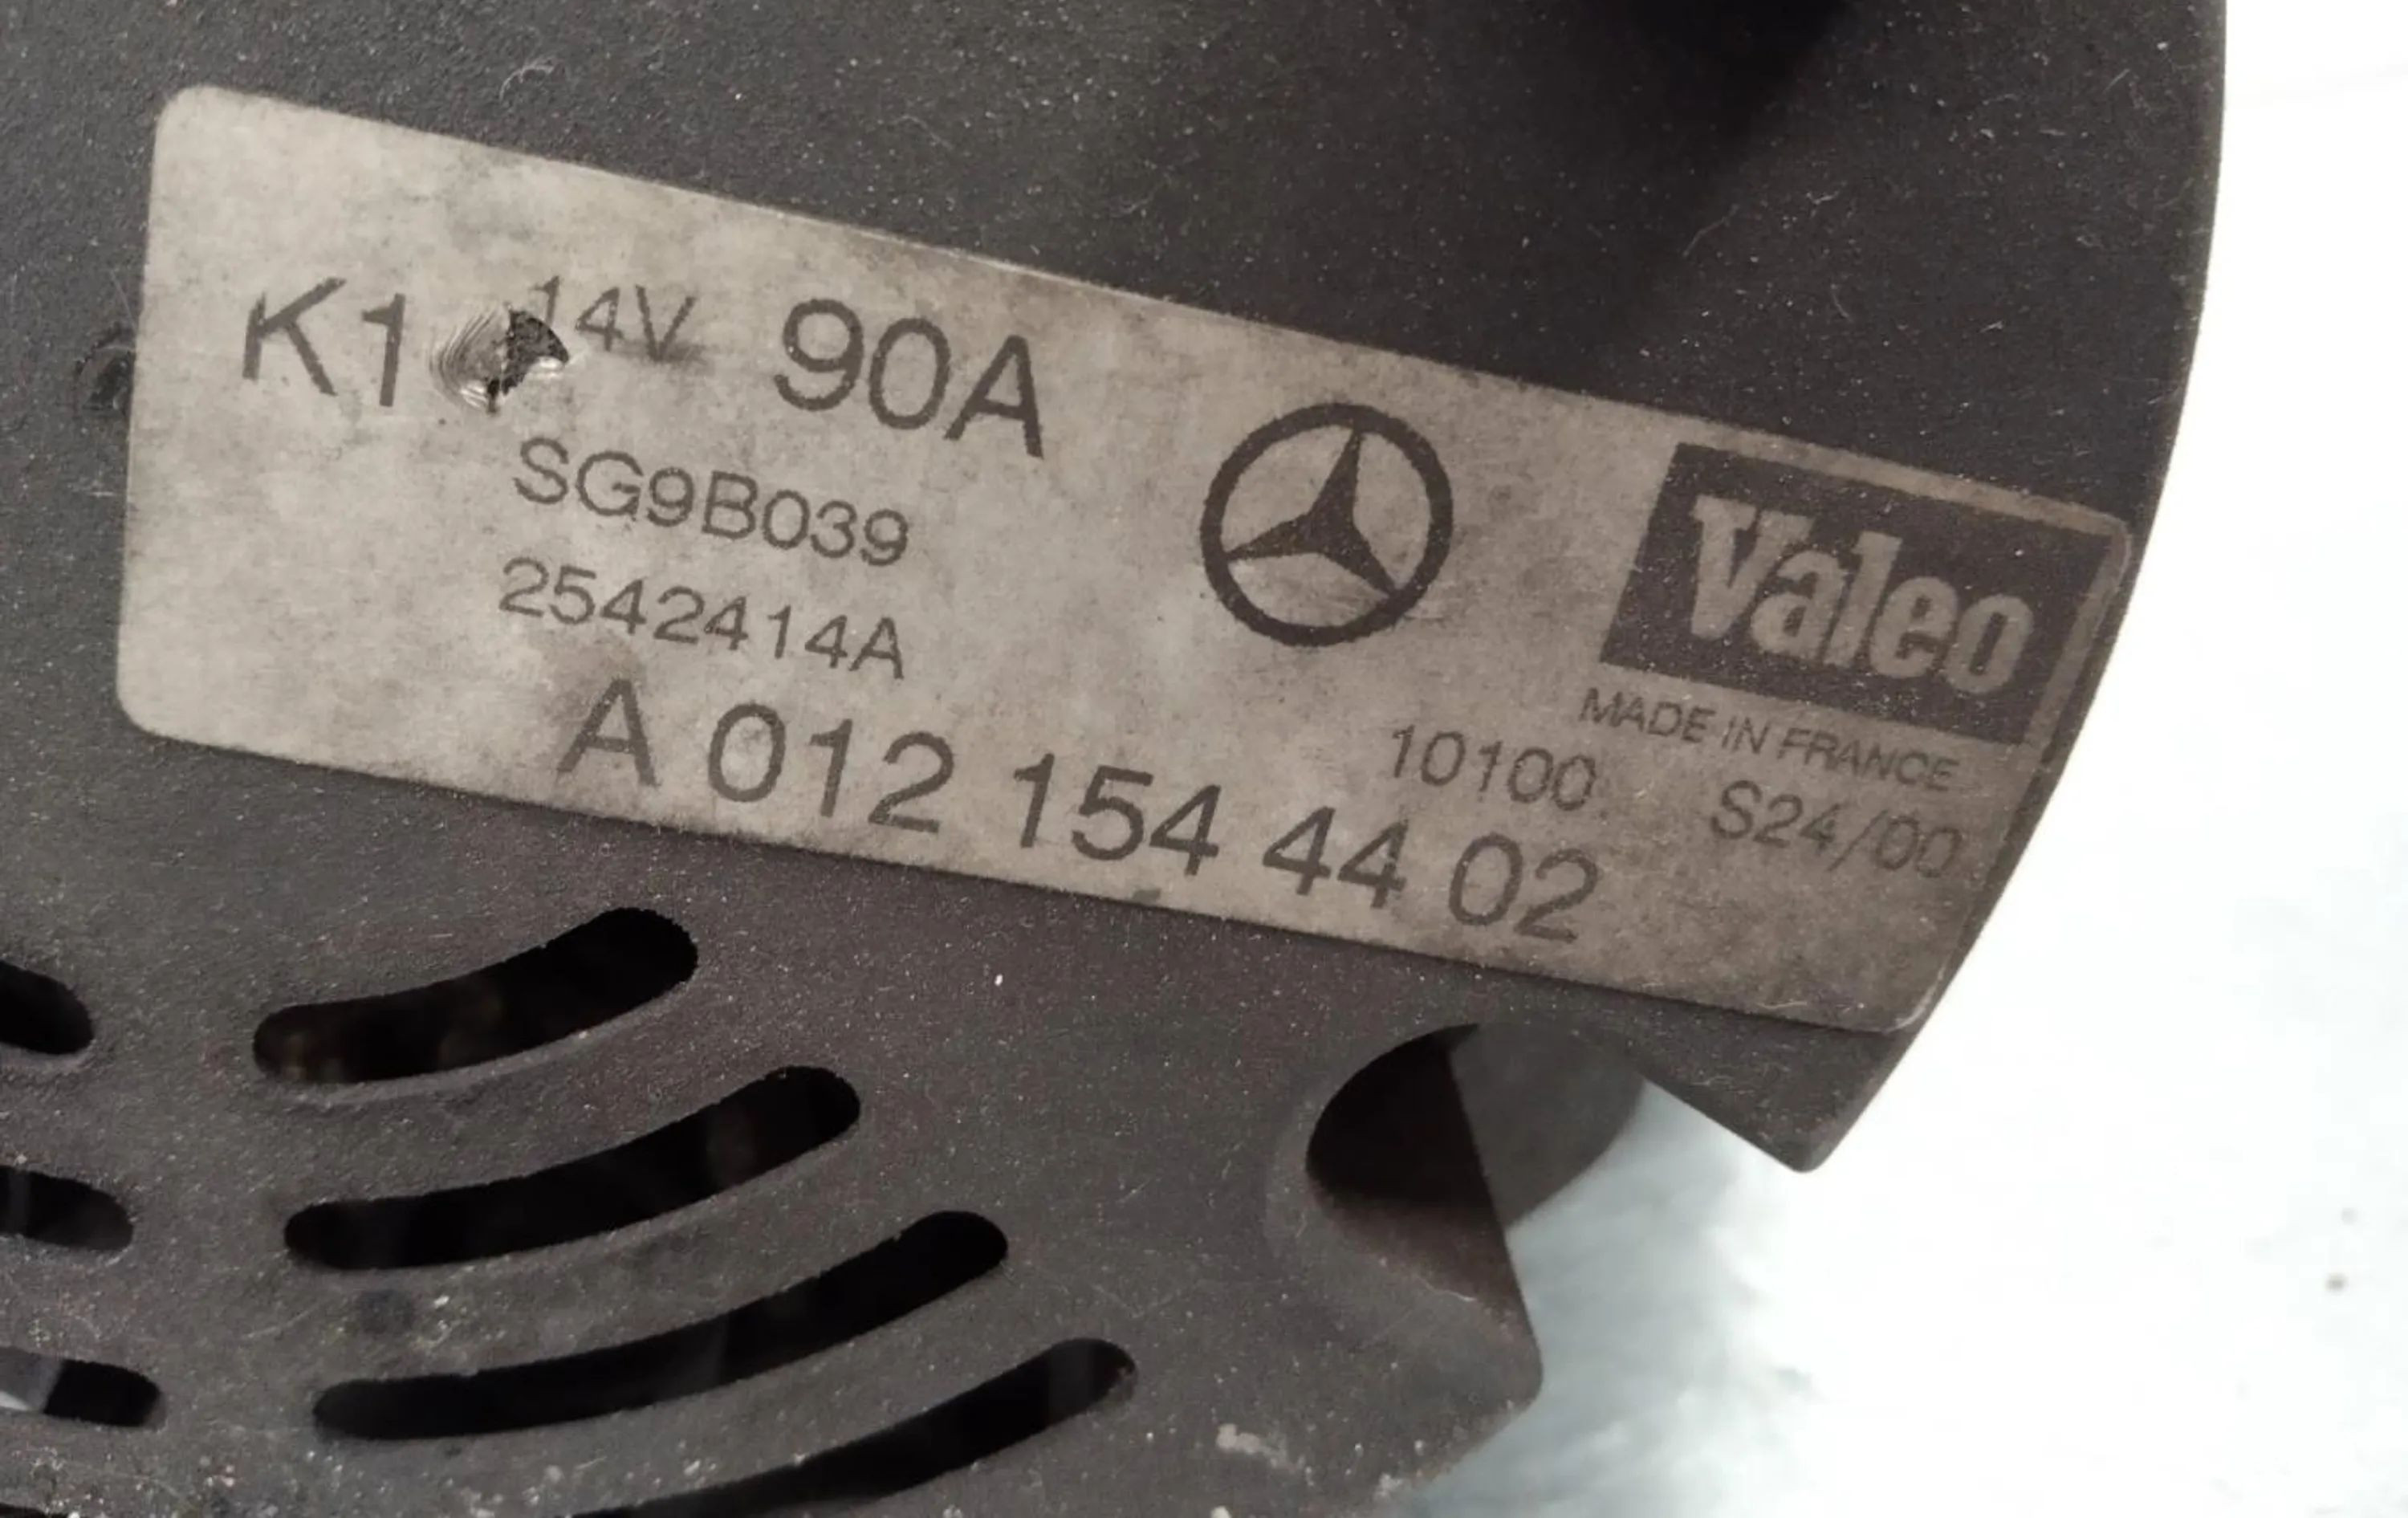 K1 14V 90A
SG9B039
2542414A
A 012 154 44 02
Valeo
MADE IN FRANCE
10100 S24/00